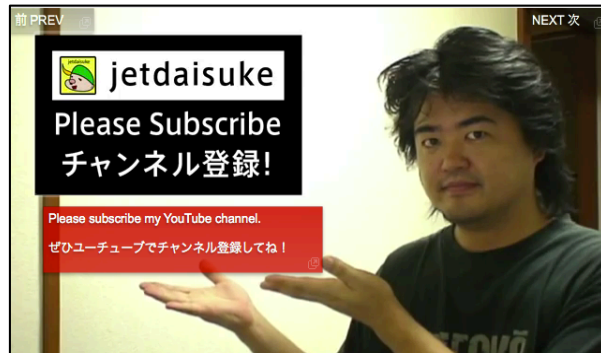 前 PREV
NEXT 次
jetdaisuke
Please Subscribe
チャンネル登録!
Please subscribe my YouTube channel.
ぜひユーチューブでチャンネル登録してね！